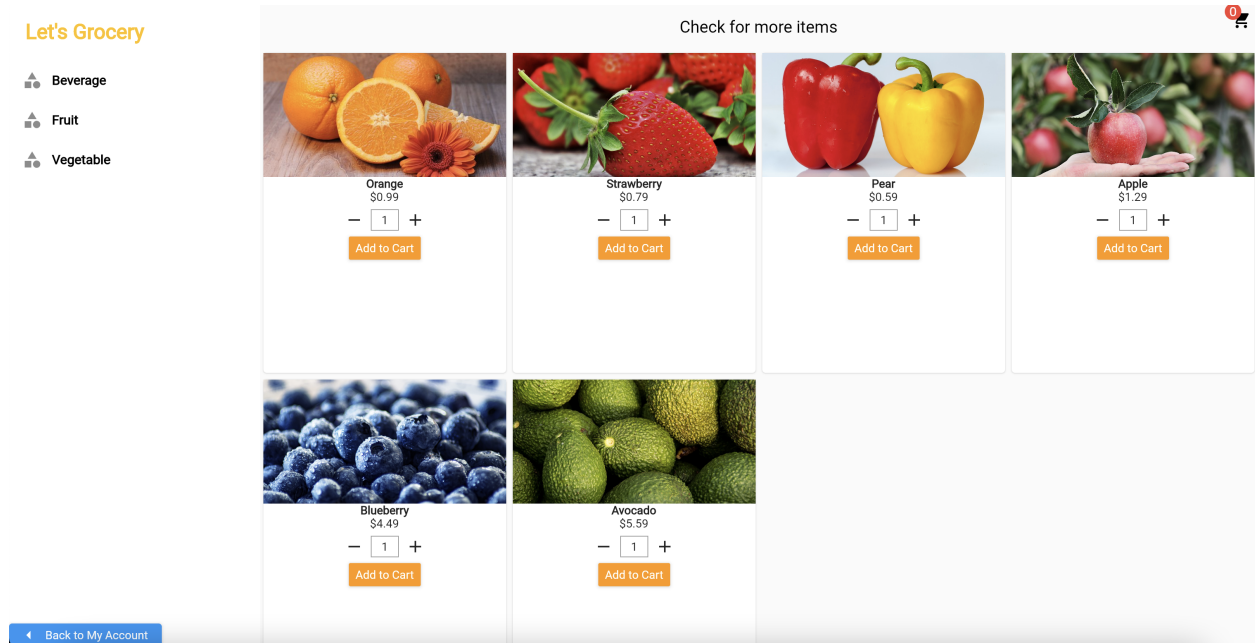 Let's Grocery
Beverage
Fruit
Vegetable
Back to My Account
Check for more items
0
Orange
$0.99
1
Add to Cart
Strawberry
$0.79
1
Add to Cart
Pear
$0.59
1
Add to Cart
Apple
$1.29
1
Add to Cart
Blueberry
$4.49
1
Add to Cart
Avocado
$5.59
1
Add to Cart